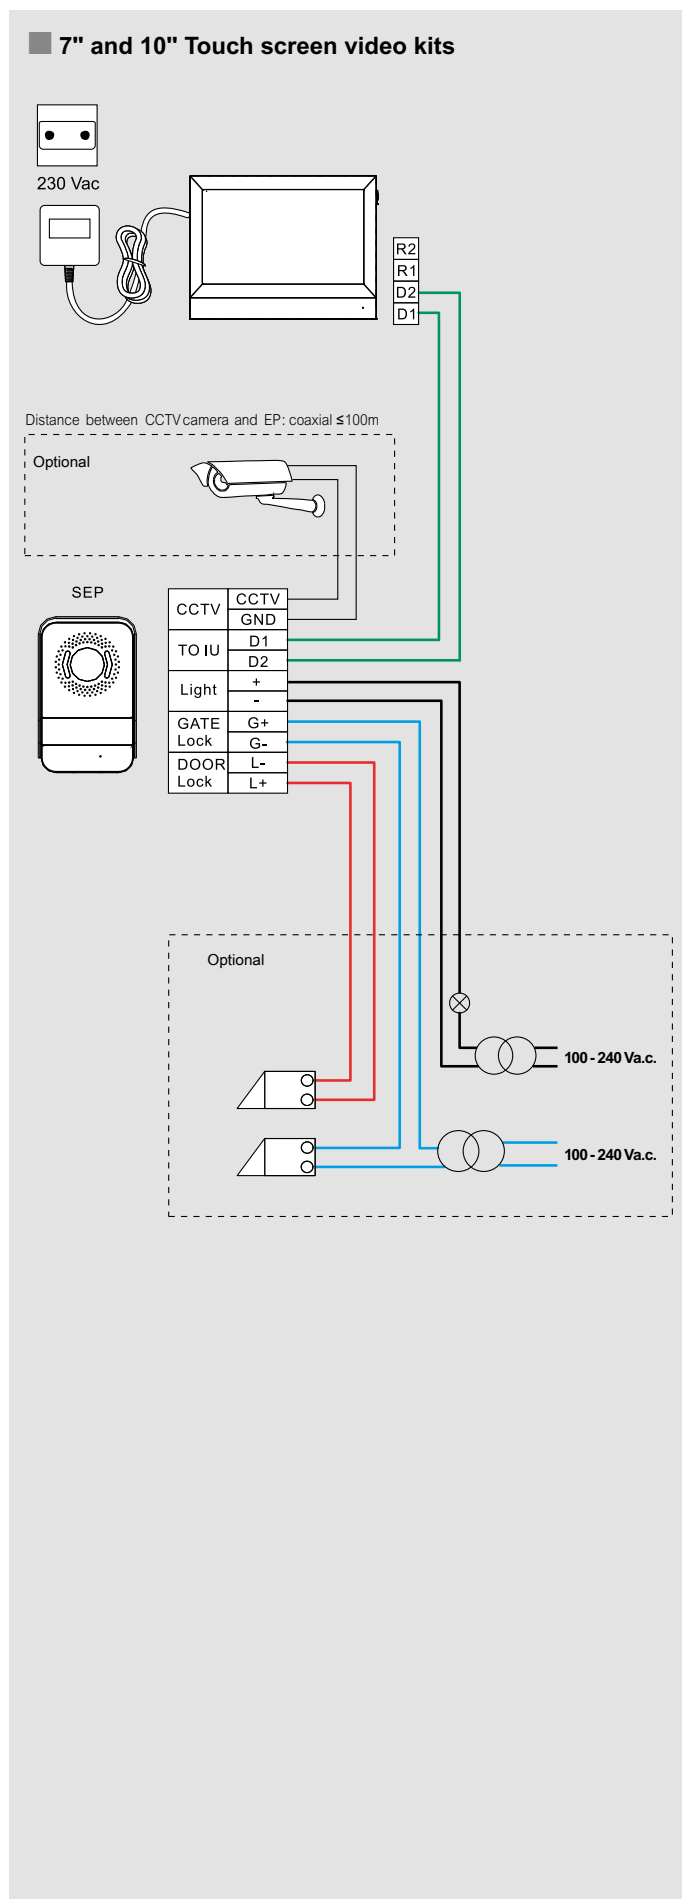 7" and 10" Touch screen video kits
230 Vac
R2
R1
D2
D1
Distance between CCTV camera and EP: coaxial ≤100m
Optional
SEP
CCTV
CCTV
GND
TO IU
D1
D2
Light
+
-
GATE
Lock
G+
G-
DOOR
Lock
L-
L+
Optional
100 - 240 Va.c.
100 - 240 Va.c.